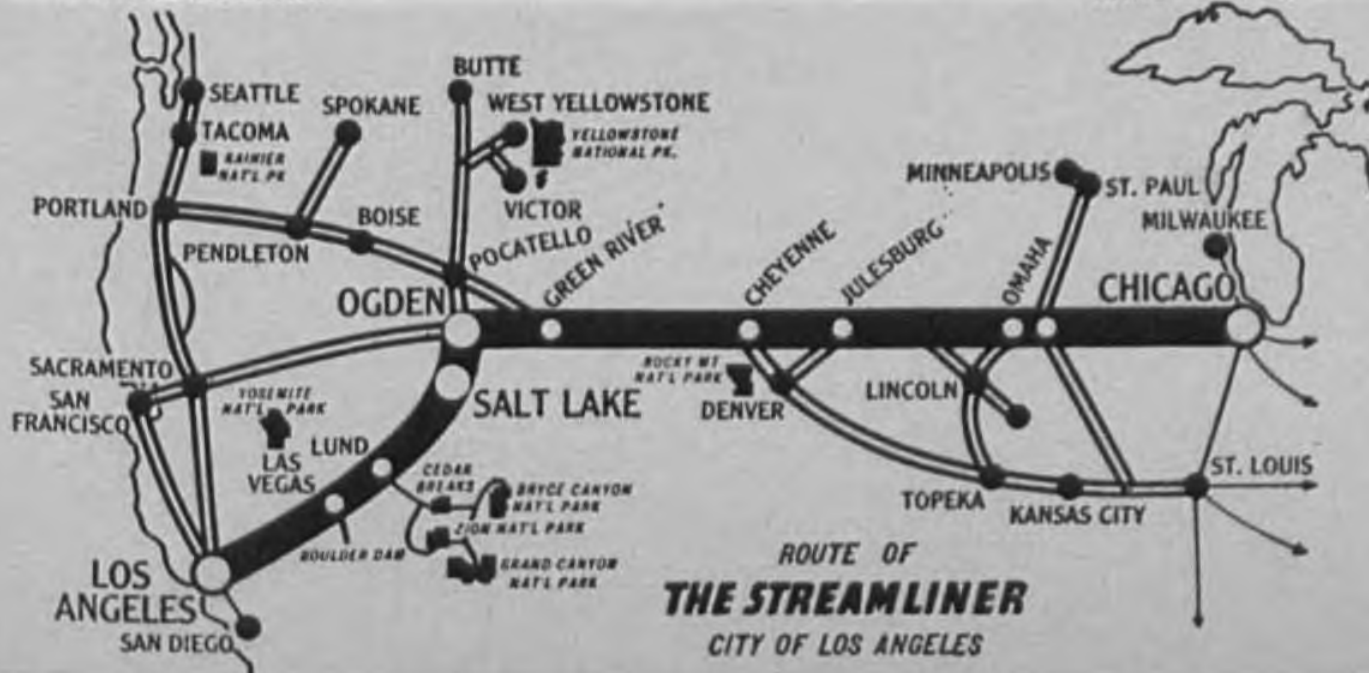 SEATTLE
TACOMA
RAINIER
NAT'L PK
SPOKANE
BUTTE
WEST YELLOWSTONE
YELLOWSTONE
NATIONAL PK.
VICTOR
PORTLAND
PENDLETON
BOISE
POCATELLO
GREEN RIVER
OGDEN
CHEYENNE
JULESBURG
OMAHA
MINNEAPOLIS
ST. PAUL
MILWAUKEE
CHICAGO
SACRAMENTO
SAN
FRANCISCO
YOSEMITE
NAT'L PARK
SALT LAKE
ROCKY MT
NAT'L PARK
DENVER
LINCOLN
LUND
LAS
VEGAS
CEDAR
BREAKS
BRYCE CANYON
NAT'L PARK
ZION NAT'L PARK
GRAND CANYON
NAT'L PARK
BOULDER DAM
TOPEKA
KANSAS CITY
ST. LOUIS
LOS
ANGELES
SAN DIEGO
ROUTE OF
THE STREAMLINER
CITY OF LOS ANGELES